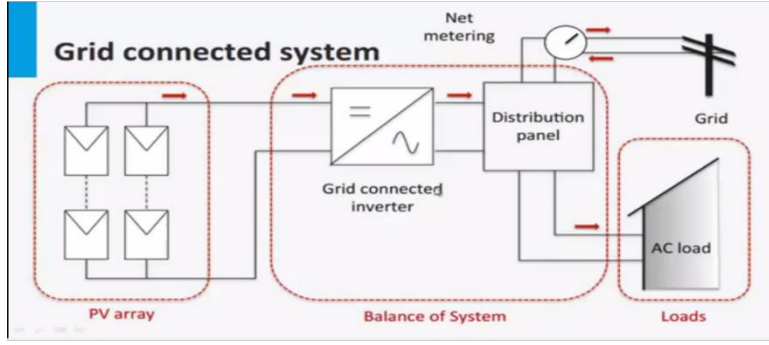 Net
metering
Grid connected system
Distribution
panel
Grid
Grid connected
inverter
AC load
PV array
Balance of System
Loads